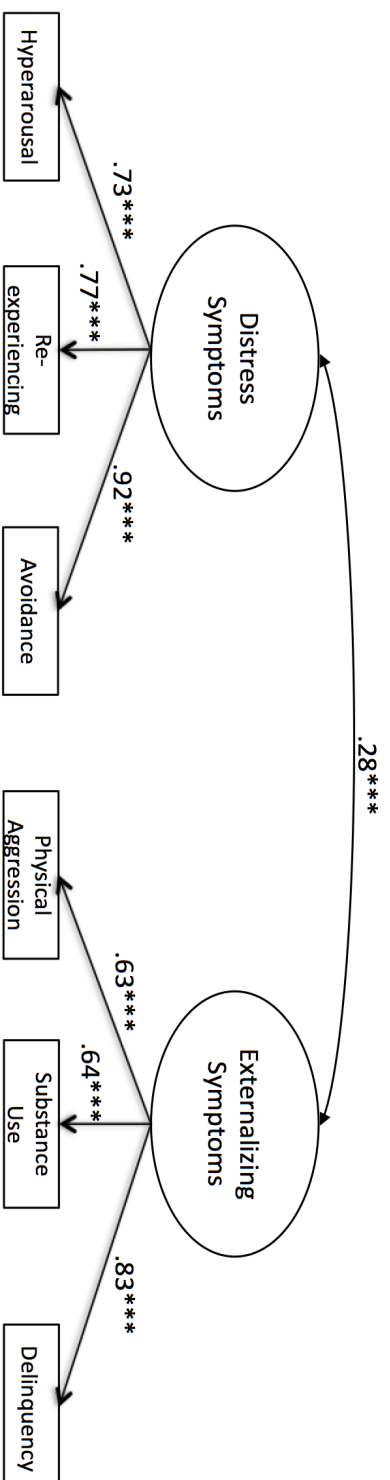 .28***
Distress
Symptoms
Externalizing
Symptoms
.73***
.77***
.92***
.63***
.64***
.83***
Hyperarousal
Re-
experiencing
Avoidance
Physical
Aggression
Substance
Use
Delinquency